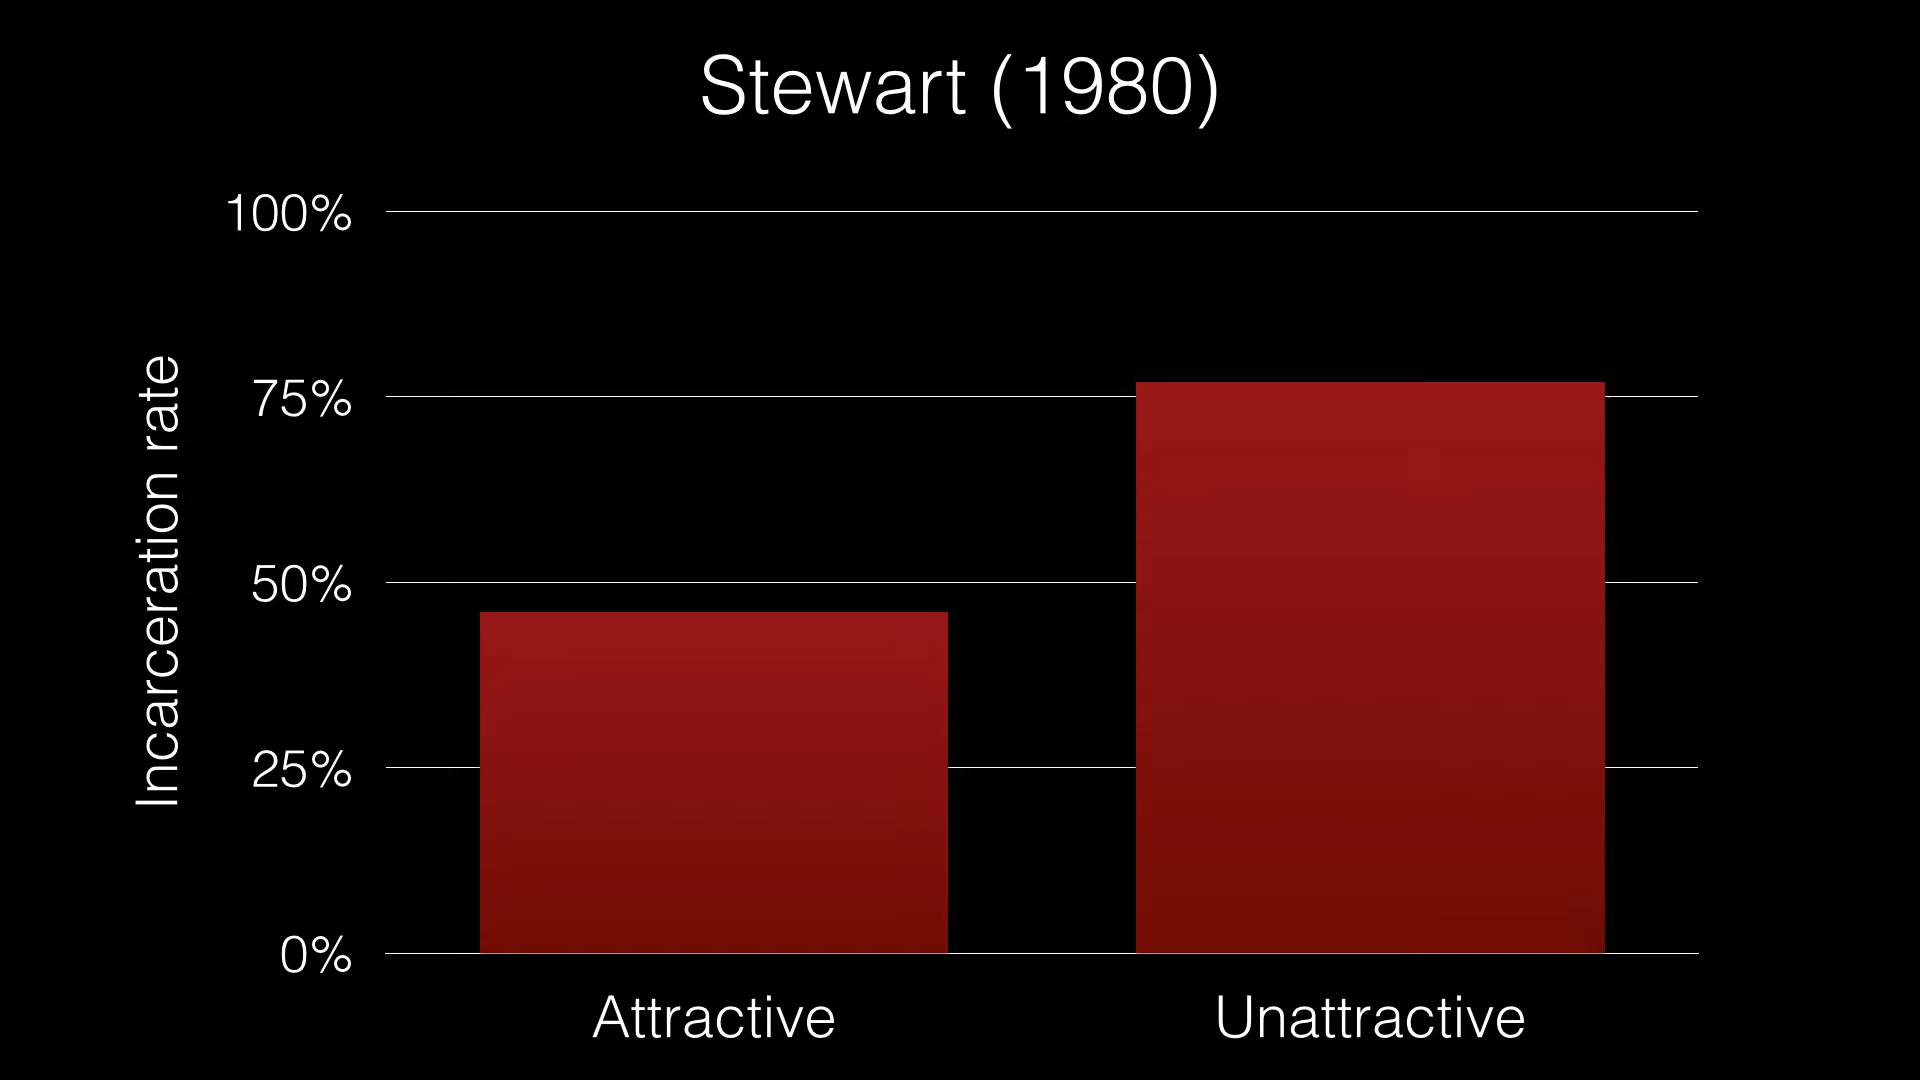 Stewart (1980)
100%
75%
50%
25%
0%
Incarceration rate
Attractive
Unattractive